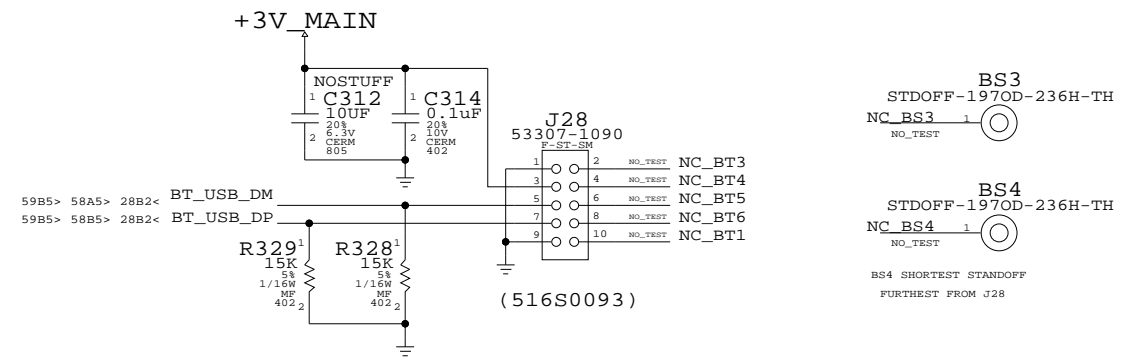 +3V_MAIN
NOSTUFF
1 C312
10UF
20%
6.3V
CERM
805
2
1 C314
0.1uF
20%
10V
CERM
402
2
J28
53307-1090
F-ST-SM
1 2 NO_TEST NC_BT3
3 4 NO_TEST NC_BT4
5 6 NO_TEST NC_BT5
7 8 NO_TEST NC_BT6
9 10 NO_TEST NC_BT1
(516S0093)
59B5> 58A5> 28B2< BT_USB_DM
59B5> 58B5> 28B2< BT_USB_DP
R329 1
15K
5%
1/16W
MF
402 2
R328 1
15K
5%
1/16W
MF
402 2
BS3
STDOFF-197OD-236H-TH
NC_BS3 1
NO_TEST
BS4
STDOFF-197OD-236H-TH
NC_BS4 1
NO_TEST
BS4 SHORTEST STANDOFF
FURTHEST FROM J28